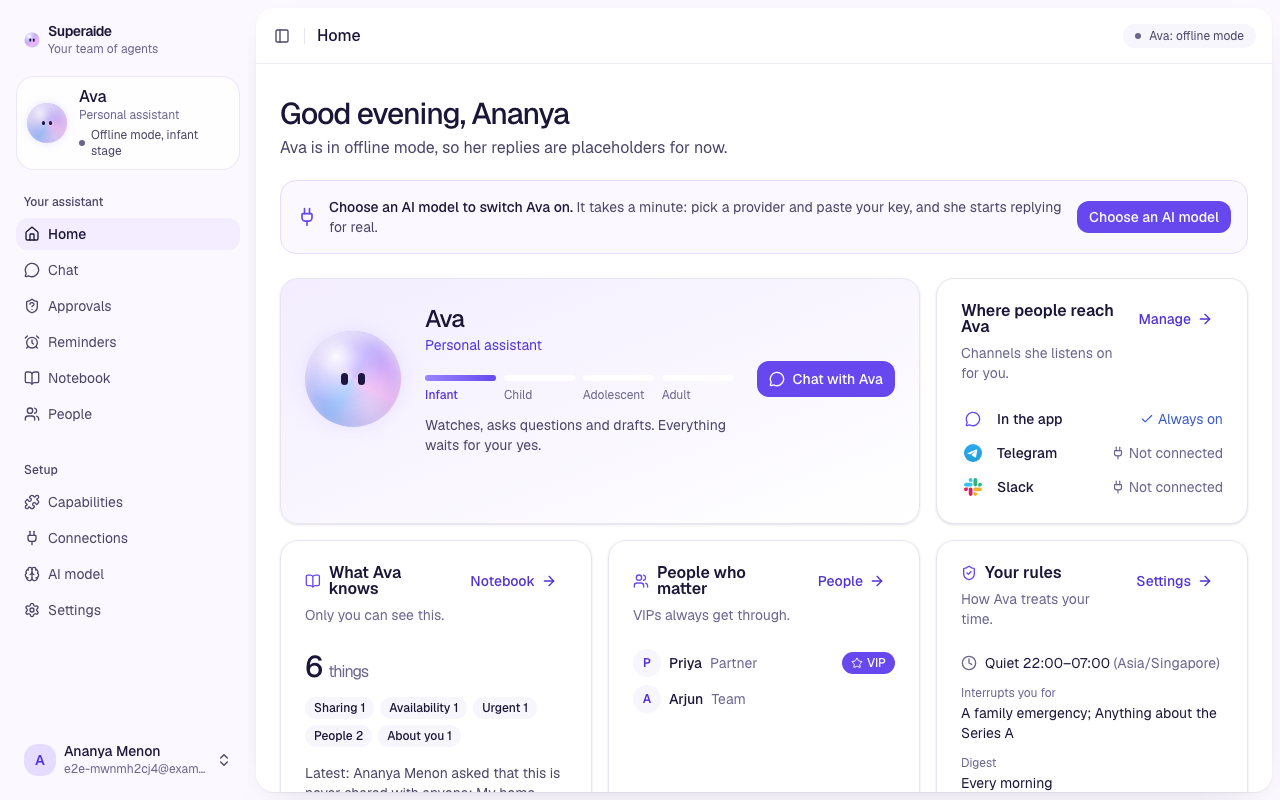 Superaide
Your team of agents
Ava
Personal assistant
Offline mode, infant
stage
Your assistant
Home
Chat
Approvals
Reminders
Notebook
People
Setup
Capabilities
Connections
AI model
Settings
A
Ananya Menon
e2e-mwnmh2cj4@exam...
Home
Ava: offline mode
Good evening, Ananya
Ava is in offline mode, so her replies are placeholders for now.
Choose an AI model to switch Ava on. It takes a minute: pick a provider and paste your key, and she starts replying
for real.
Choose an AI model
Ava
Personal assistant
Infant Child Adolescent Adult
Watches, asks questions and drafts. Everything
waits for your yes.
Chat with Ava
Where people reach
Ava
Manage
Channels she listens on
for you.
In the app Always on
Telegram Not connected
Slack Not connected
What Ava
knows
Notebook
Only you can see this.
6 things
Sharing 1 Availability 1 Urgent 1
People 2 About you 1
Latest: Ananya Menon asked that this is
never shared with anyone: My home
People who
matter
People
VIPs always get through.
P Priya Partner VIP
A Arjun Team
Your rules
Settings
How Ava treats your
time.
Quiet 22:00–07:00 (Asia/Singapore)
Interrupts you for
A family emergency; Anything about the
Series A
Digest
Every morning